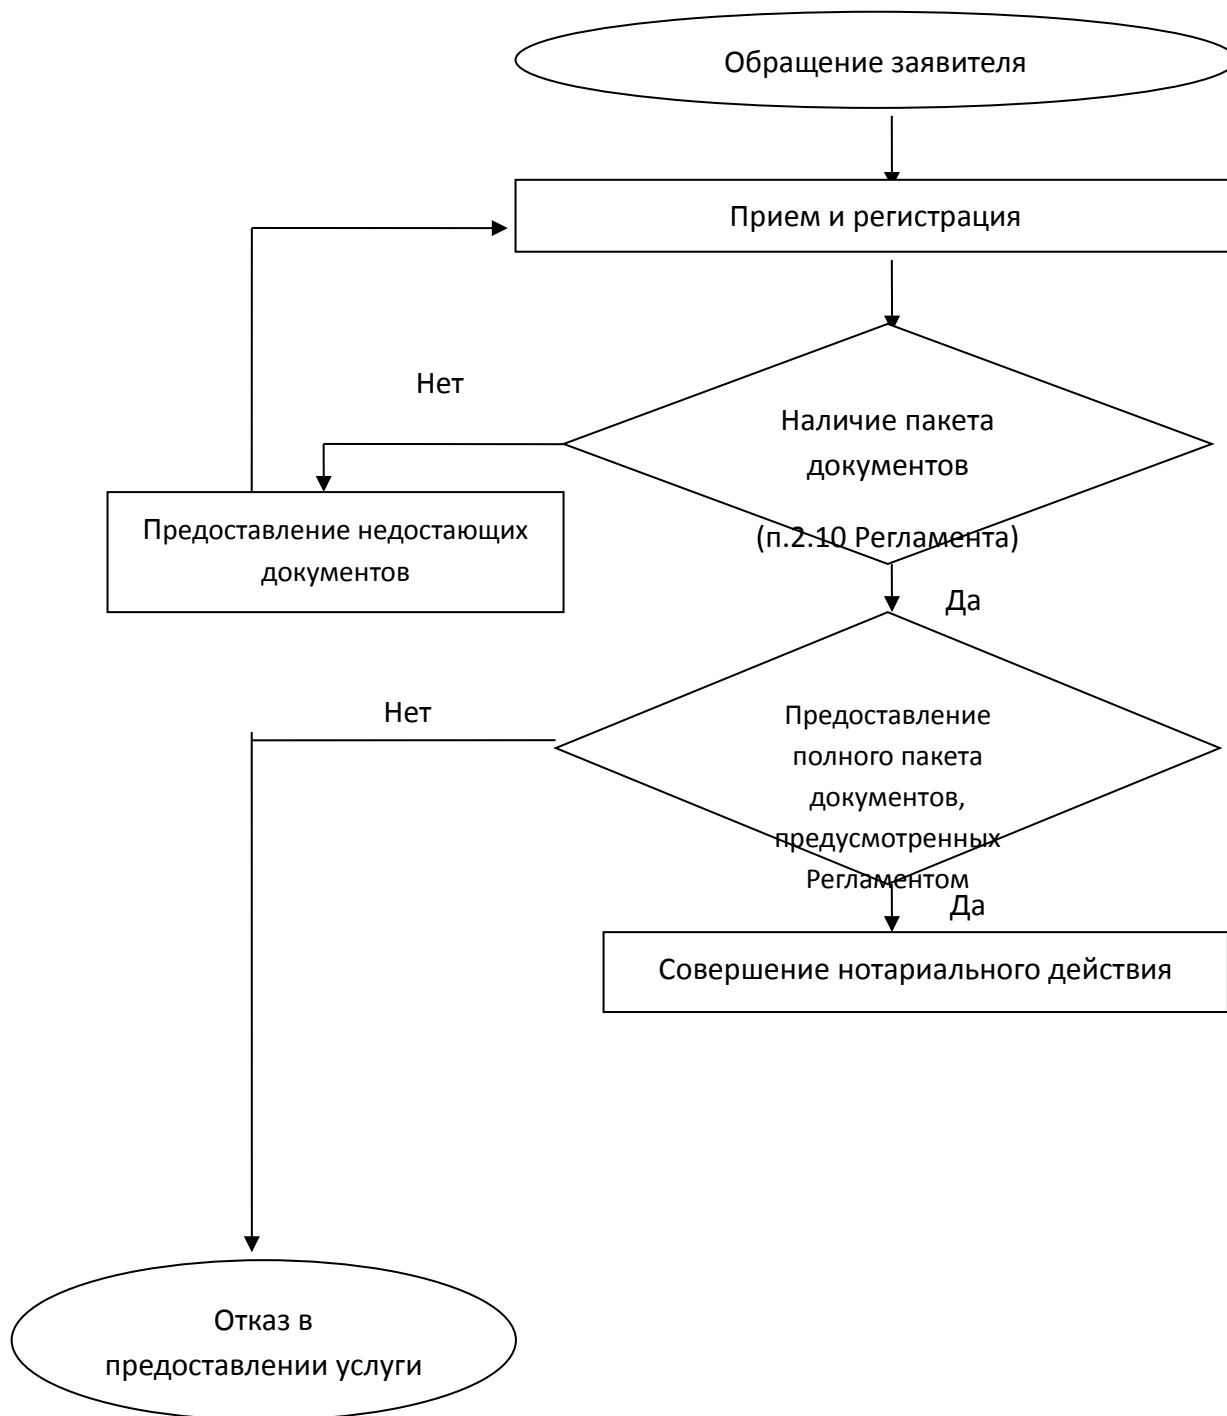 Обращение заявителя
Прием и регистрация
Нет
Наличие пакета
документов
(п.2.10 Регламента)
Предоставление недостающих
документов
Да
Нет
Предоставление
полного пакета
документов,
предусмотренных
Регламентом
Да
Совершение нотариального действия
Отказ в
предоставлении услуги